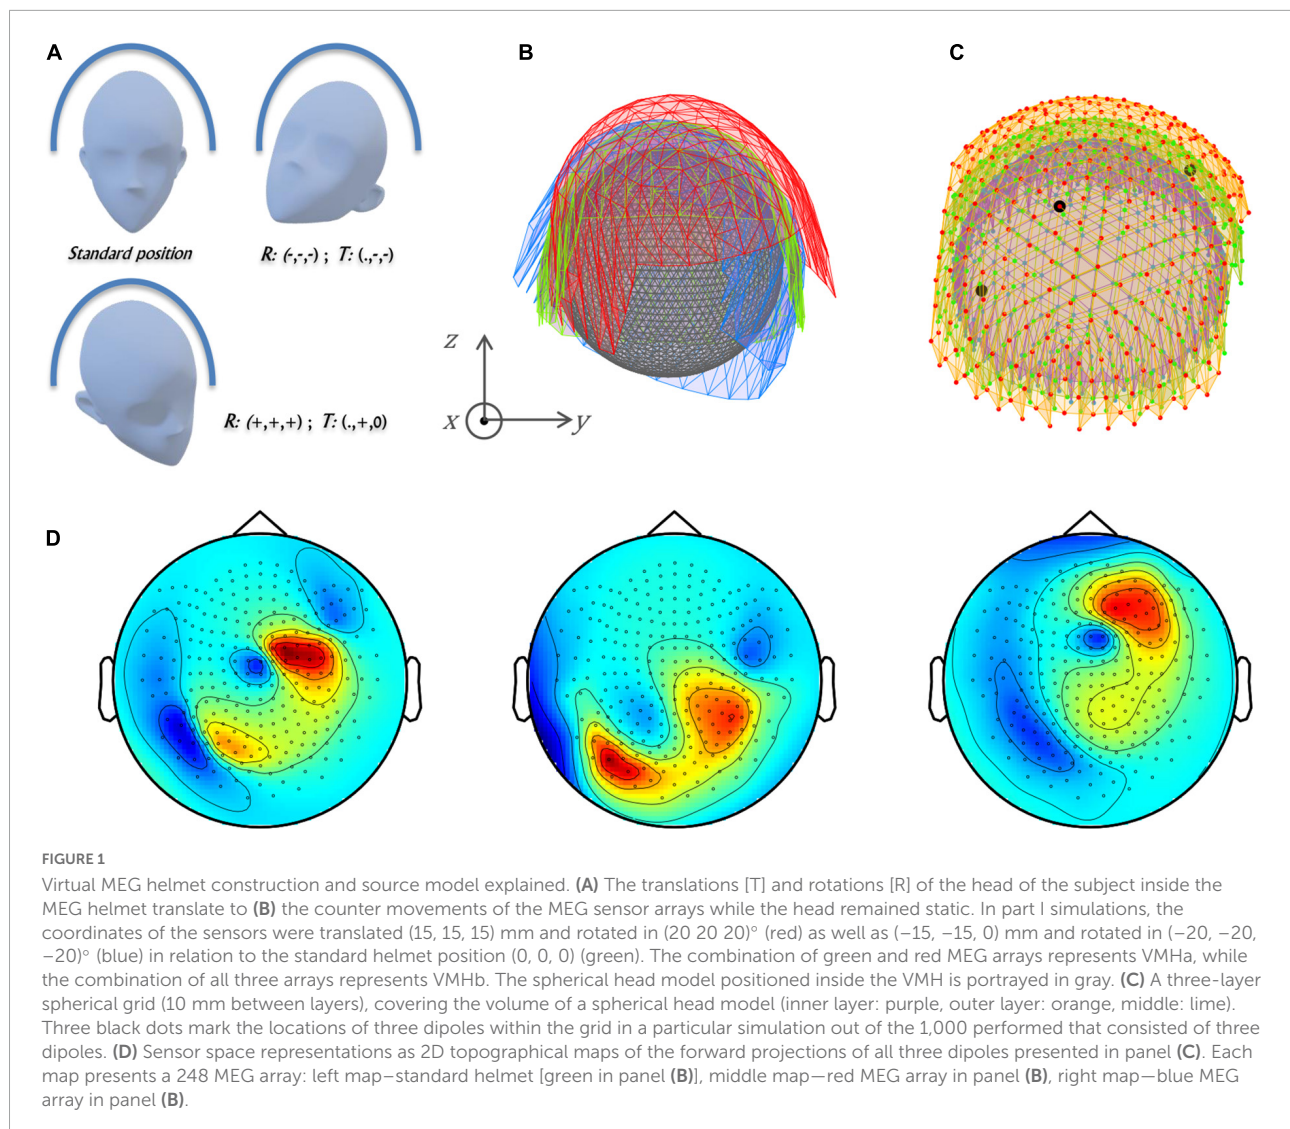 A
B
C
Standard position
R: (-,-,-) ; T: (.,-,-)
R: (+,+,+) ; T: (.,+,0)
z
x
y
D
FIGURE 1
Virtual MEG helmet construction and source model explained. (A) The translations [T] and rotations [R] of the head of the subject inside the
MEG helmet translate to (B) the counter movements of the MEG sensor arrays while the head remained static. In part I simulations, the
coordinates of the sensors were translated (15, 15, 15) mm and rotated in (20 20 20)° (red) as well as (−15, −15, 0) mm and rotated in (−20, −20,
−20)° (blue) in relation to the standard helmet position (0, 0, 0) (green). The combination of green and red MEG arrays represents VMHa, while
the combination of all three arrays represents VMHb. The spherical head model positioned inside the VMH is portrayed in gray. (C) A three-layer
spherical grid (10 mm between layers), covering the volume of a spherical head model (inner layer: purple, outer layer: orange, middle: lime).
Three black dots mark the locations of three dipoles within the grid in a particular simulation out of the 1,000 performed that consisted of three
dipoles. (D) Sensor space representations as 2D topographical maps of the forward projections of all three dipoles presented in panel (C). Each
map presents a 248 MEG array: left map–standard helmet [green in panel (B)], middle map—red MEG array in panel (B), right map—blue MEG
array in panel (B).